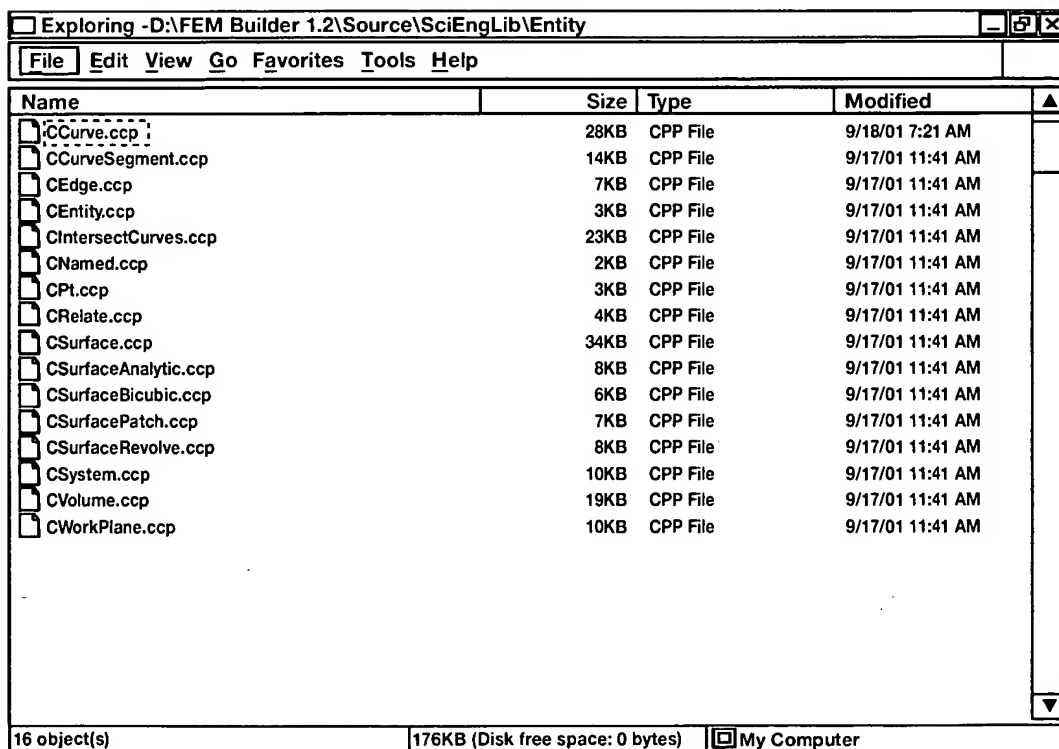 Exploring -D:\FEM Builder 1.2\Source\SciEngLib\Entity
File Edit View Go Favorites Tools Help
Name Size Type Modified
CCurve.ccp 28KB CPP File 9/18/01 7:21 AM
CCurveSegment.ccp 14KB CPP File 9/17/01 11:41 AM
CEdge.ccp 7KB CPP File 9/17/01 11:41 AM
CEntity.ccp 3KB CPP File 9/17/01 11:41 AM
CIntersectCurves.ccp 23KB CPP File 9/17/01 11:41 AM
CNamed.ccp 2KB CPP File 9/17/01 11:41 AM
CPt.ccp 3KB CPP File 9/17/01 11:41 AM
CRelate.ccp 4KB CPP File 9/17/01 11:41 AM
CSurface.ccp 34KB CPP File 9/17/01 11:41 AM
CSurfaceAnalytic.ccp 8KB CPP File 9/17/01 11:41 AM
CSurfaceBicubic.ccp 6KB CPP File 9/17/01 11:41 AM
CSurfacePatch.ccp 7KB CPP File 9/17/01 11:41 AM
CSurfaceRevolve.ccp 8KB CPP File 9/17/01 11:41 AM
CSystem.ccp 10KB CPP File 9/17/01 11:41 AM
CVolume.ccp 19KB CPP File 9/17/01 11:41 AM
CWorkPlane.ccp 10KB CPP File 9/17/01 11:41 AM
16 object(s) 176KB (Disk free space: 0 bytes) My Computer